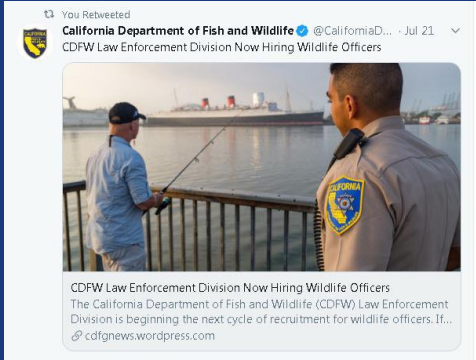 You Retweeted
California Department of Fish and Wildlife @CaliforniaD... · Jul 21
CDFW Law Enforcement Division Now Hiring Wildlife Officers
CALIFORNIA
CDFW Law Enforcement Division Now Hiring Wildlife Officers
The California Department of Fish and Wildlife (CDFW) Law Enforcement
Division is beginning the next cycle of recruitment for wildlife officers. If...
cdfgnews.wordpress.com